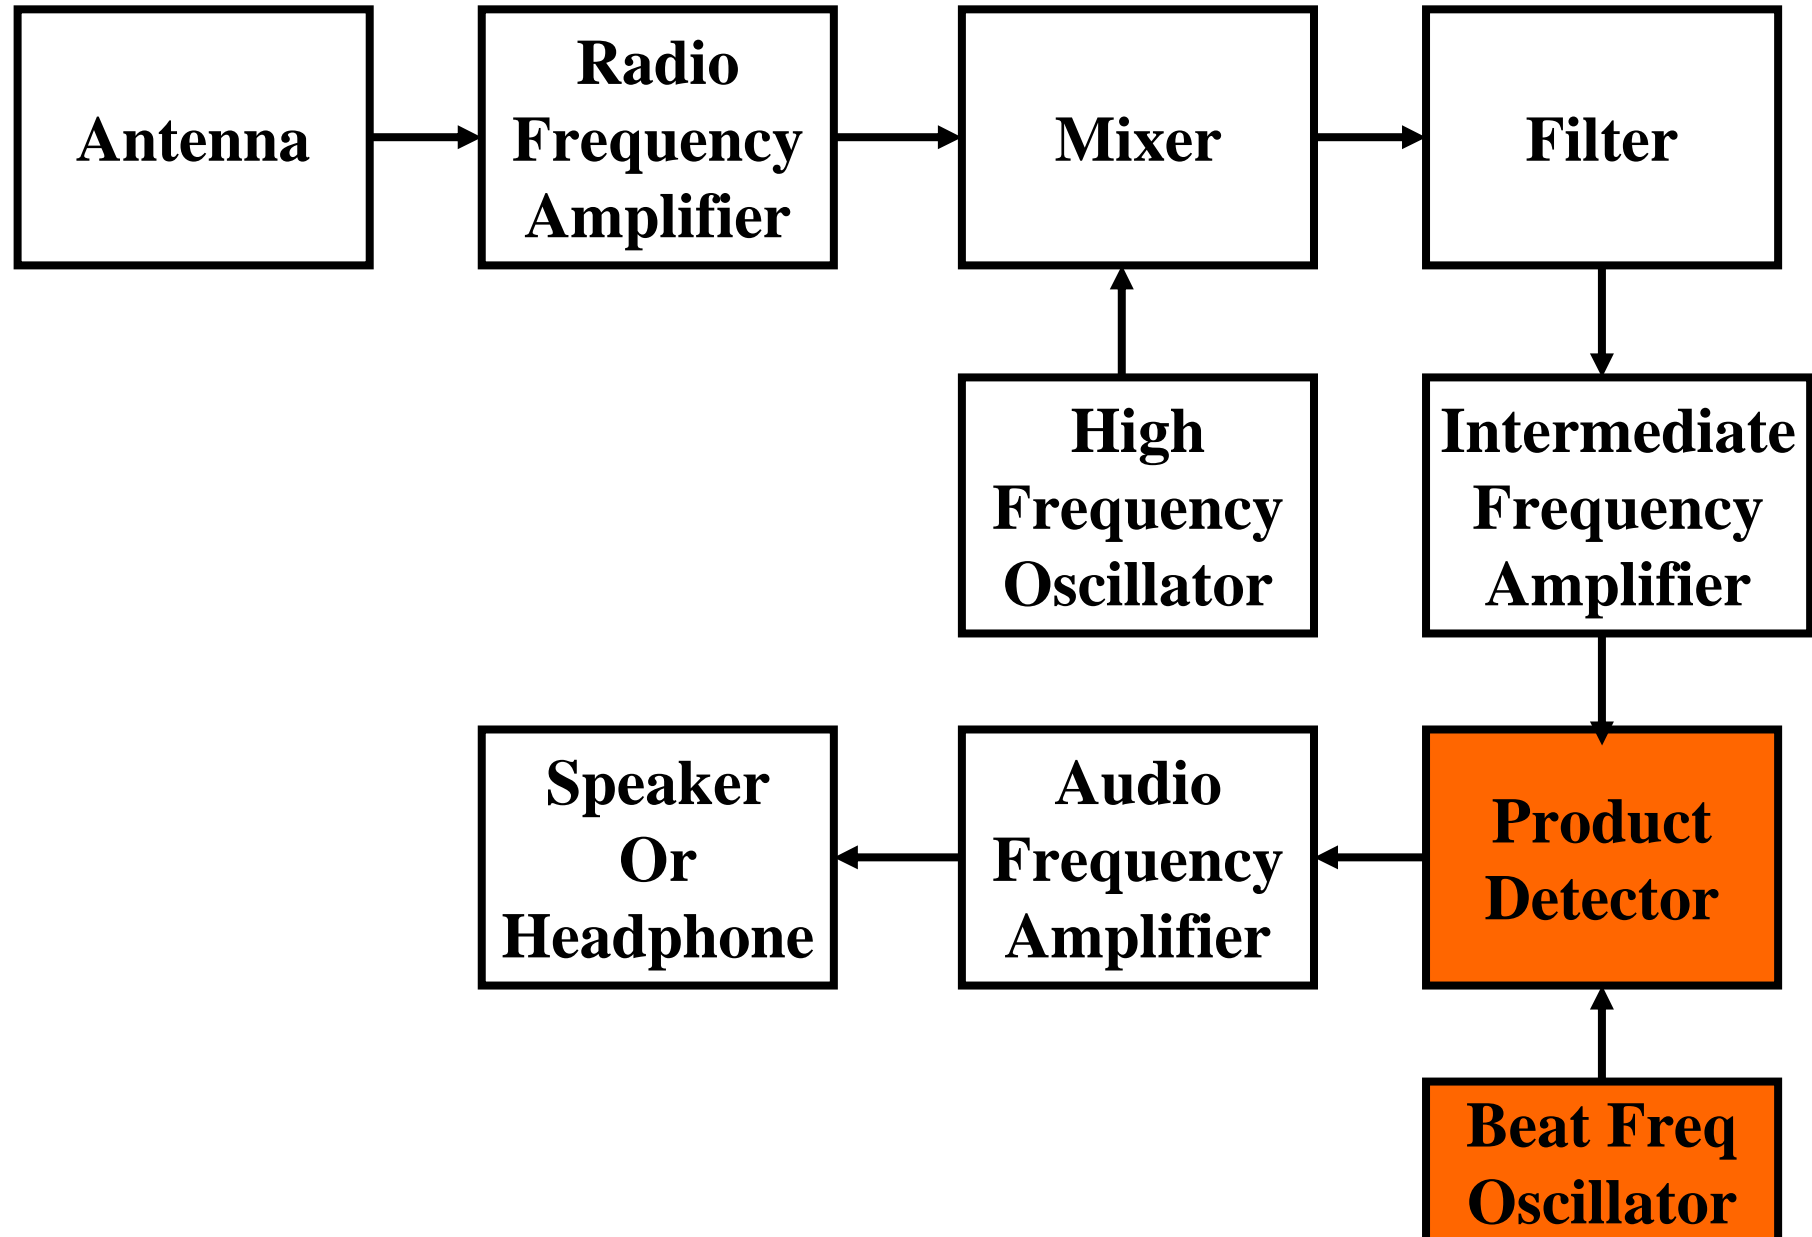 Antenna
Radio
Frequency
Amplifier
Mixer
Filter
High
Frequency
Oscillator
Intermediate
Frequency
Amplifier
Speaker
Or
Headphone
Audio
Frequency
Amplifier
Product
Detector
Beat Freq
Oscillator